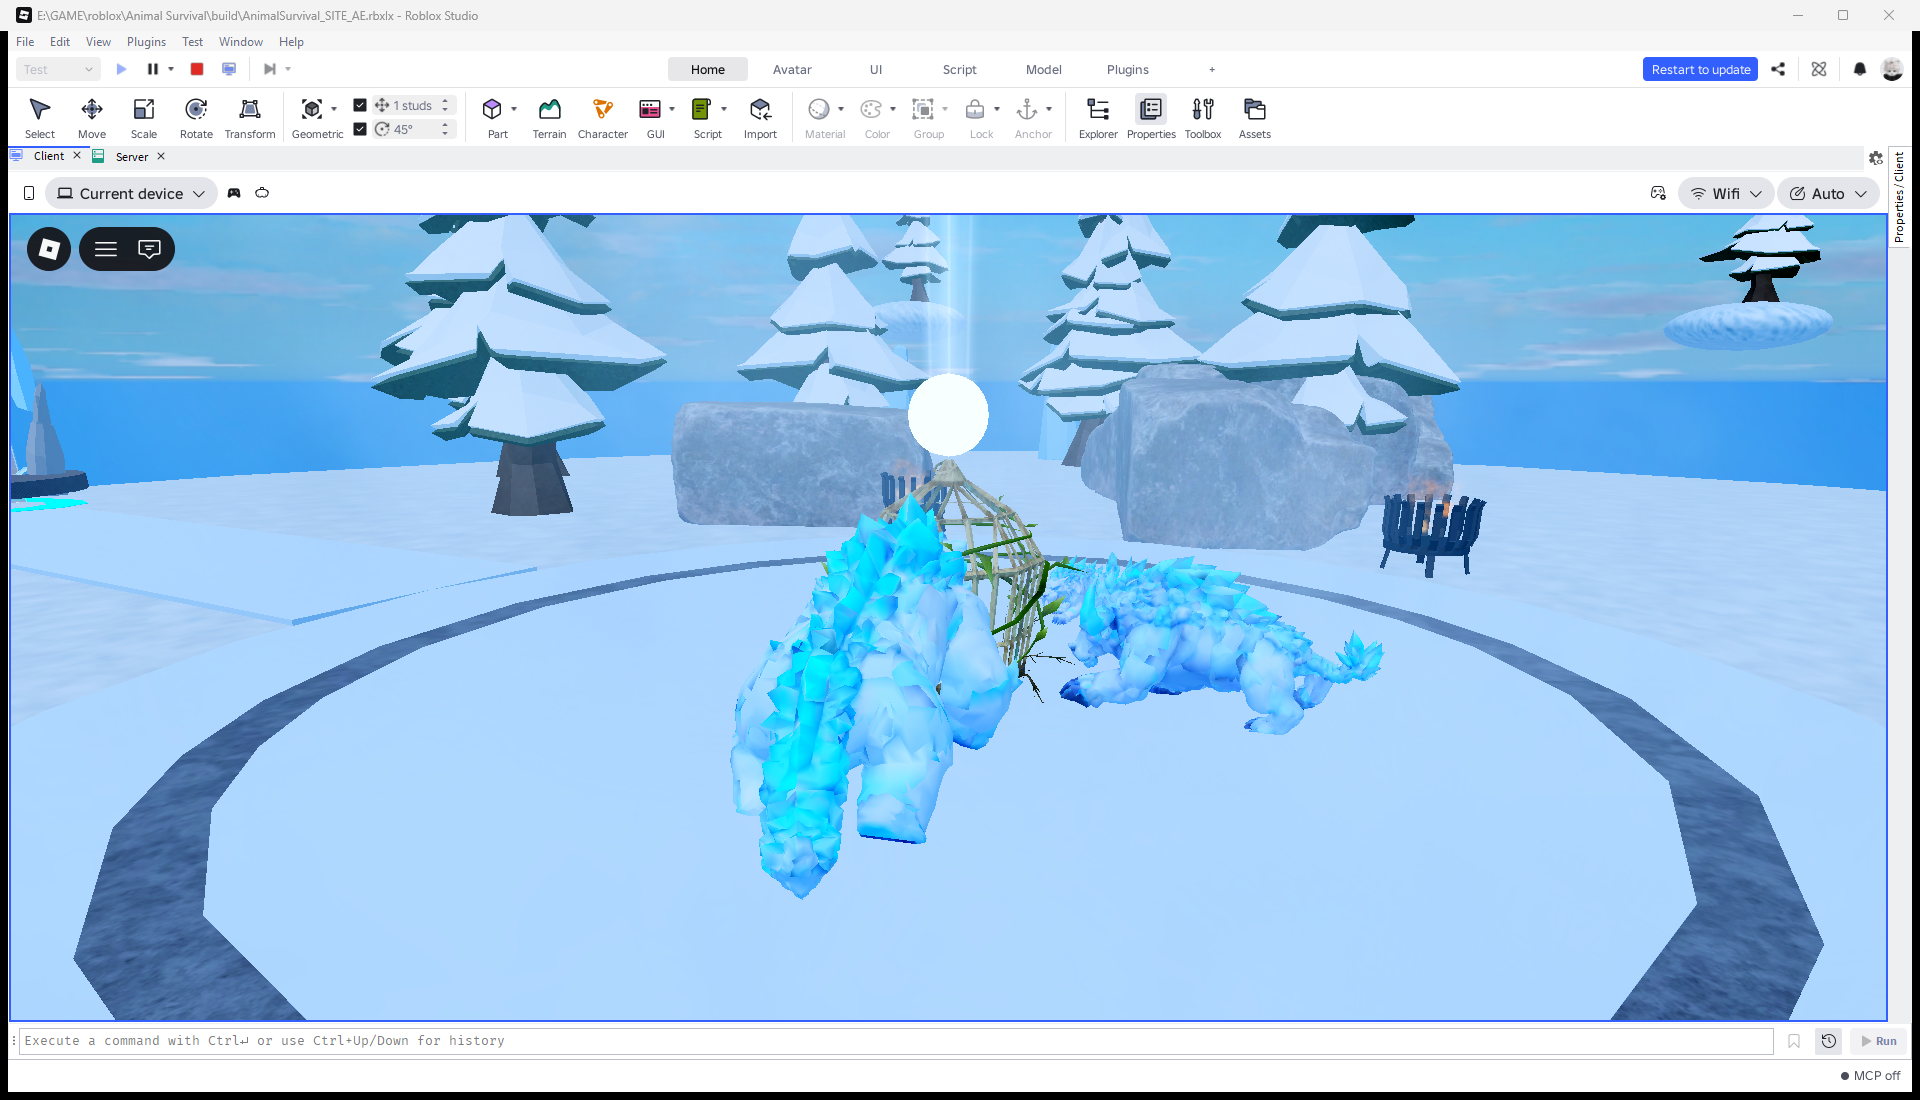 E:\GAME\roblox\Animal Survival\build\AnimalSurvival_SITE_AE.rbxlx - Roblox Studio
File Edit View Plugins Test Window Help
Test Home Avatar UI Script Model Plugins + Restart to update
1 studs
45°
Select Move Scale Rotate Transform Geometric Part Terrain Character GUI Script Import Material Color Group Lock Anchor Explorer Properties Toolbox Assets
Client Server
Current device Wifi Auto
Properties / Client
Execute a command with Ctrl↵ or use Ctrl+Up/Down for history
Run
MCP off